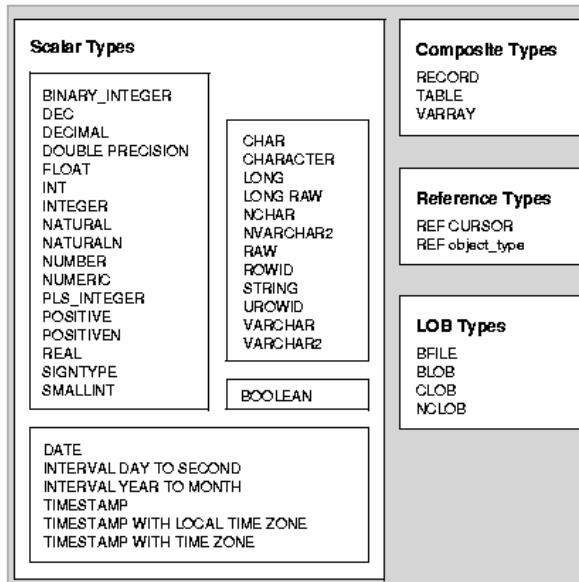 Scalar Types
BINARY_INTEGER
DEC
DECIMAL
DOUBLE PRECISION
FLOAT
INT
INTEGER
NATURAL
NATURALN
NUMBER
NUMERIC
PLS_INTEGER
POSITIVE
POSITIVEN
REAL
SIGNTYPE
SMALLINT
CHAR
CHARACTER
LONG
LONG RAW
NCHAR
NVARCHAR2
RAW
ROWID
STRING
UROWID
VARCHAR
VARCHAR2
BOOLEAN
DATE
INTERVAL DAY TO SECOND
INTERVAL YEAR TO MONTH
TIMESTAMP
TIMESTAMP WITH LOCAL TIME ZONE
TIMESTAMP WITH TIME ZONE
Composite Types
RECORD
TABLE
VARRAY
Reference Types
REF CURSOR
REF object_type
LOB Types
BFILE
BLOB
CLOB
NCLOB